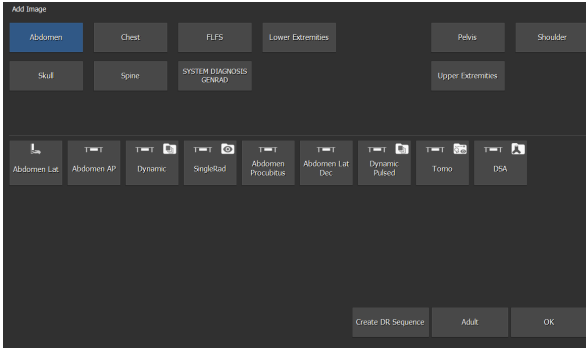 Add Image
Abdomen
Chest
FLFS
Lower Extremities
Pelvis
Shoulder
Skull
Spine
SYSTEM DIAGNOSIS
GENRAD
Upper Extremities
Abdomen Lat
Abdomen AP
Dynamic
SingleRad
Abdomen
Procubitus
Abdomen Lat
Dec
Dynamic
Pulsed
Tomo
DSA
Create DR Sequence
Adult
OK